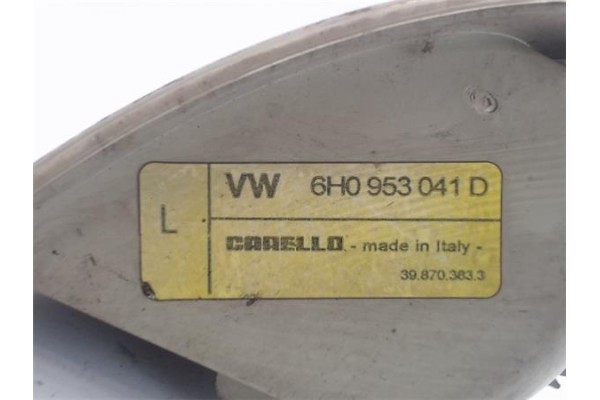 L
VW 6H0 953 041 D
CARELLO - made in Italy -
39.870.383.3